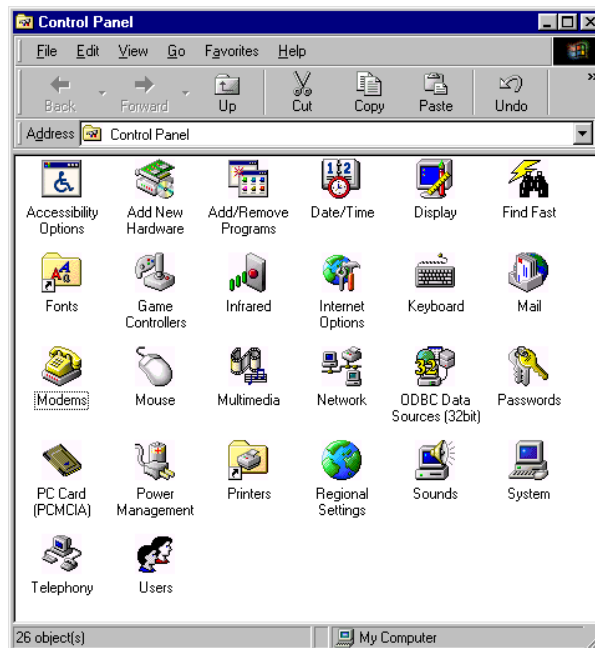 Control Panel
File Edit View Go Favorites Help
Back Forward Up Cut Copy Paste Undo »
Address Control Panel
Accessibility Options
Add New Hardware
Add/Remove Programs
Date/Time
Display
Find Fast
Fonts
Game Controllers
Infrared
Internet Options
Keyboard
Mail
Modems
Mouse
Multimedia
Network
ODBC Data Sources (32bit)
Passwords
PC Card (PCMCIA)
Power Management
Printers
Regional Settings
Sounds
System
Telephony
Users
26 object(s) My Computer